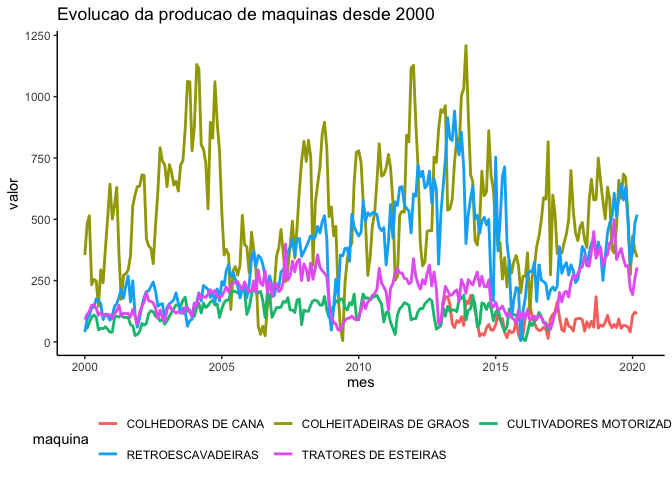 Evolucao da producao de maquinas desde 2000
1250
1000
750
500
250
0
valor
2000 2005 2010 2015 2020
mes
maquina
COLHEDORAS DE CANA COLHEITADEIRAS DE GRAOS CULTIVADORES MOTORIZAD
RETROESCAVADEIRAS TRATORES DE ESTEIRAS